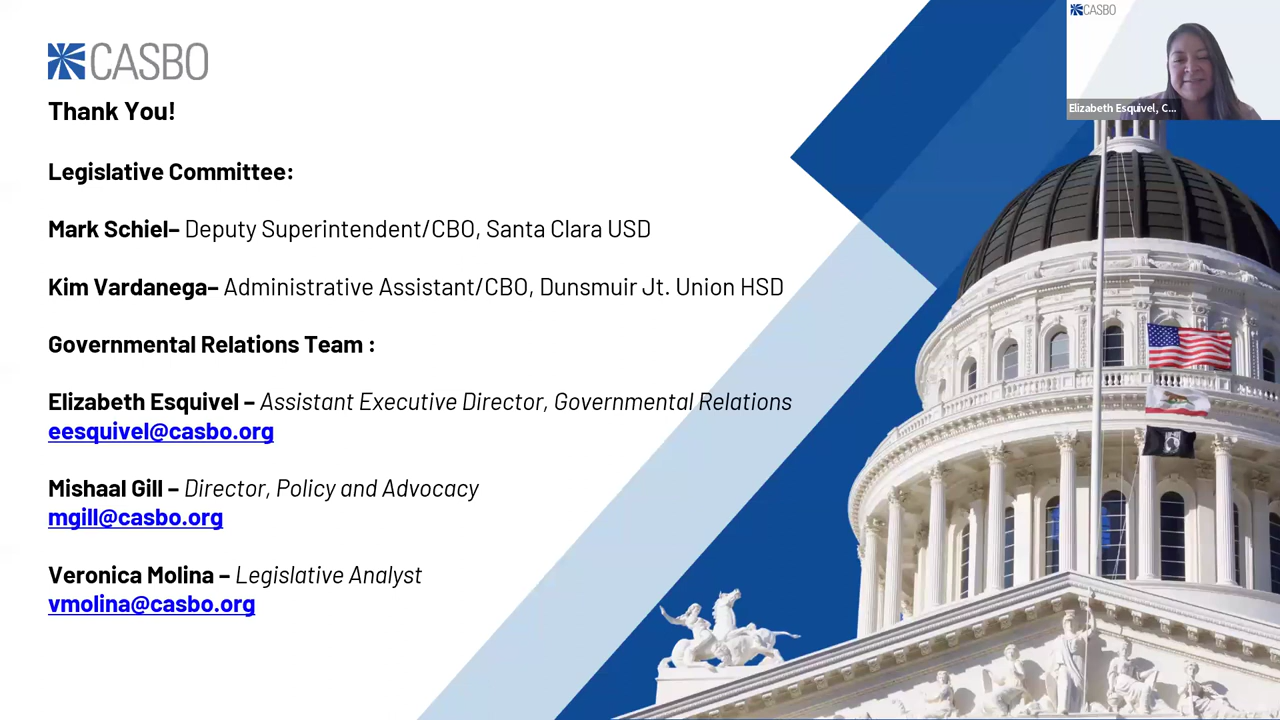 CASBO
Thank You!
Legislative Committee:
Mark Schiel– Deputy Superintendent/CBO, Santa Clara USD
Kim Vardanega– Administrative Assistant/CBO, Dunsmuir Jt. Union HSD
Governmental Relations Team :
Elizabeth Esquivel – Assistant Executive Director, Governmental Relations
eesquivel@casbo.org
Mishaal Gill – Director, Policy and Advocacy
mgill@casbo.org
Veronica Molina – Legislative Analyst
vmolina@casbo.org
CASBO
Elizabeth Esquivel, C...